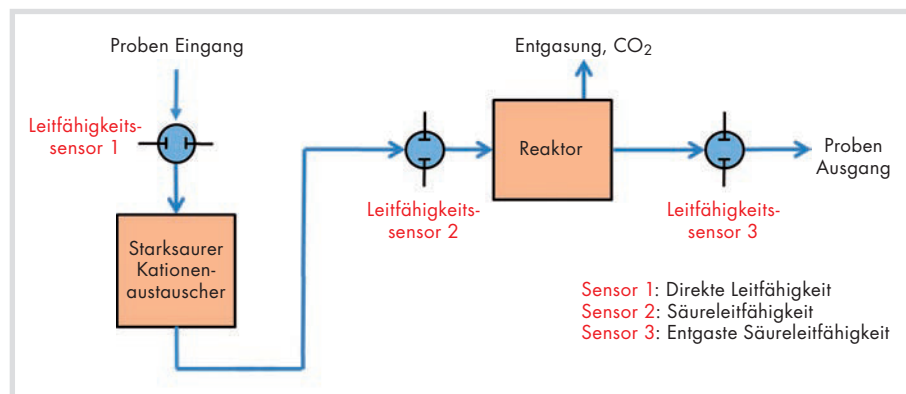 Proben Eingang
Entgasung, CO₂
Leitfähigkeits-
sensor 1
Reaktor
Proben
Ausgang
Leitfähigkeits-
sensor 2
Leitfähigkeits-
sensor 3
Starksaurer
Kationen-
austauscher
Sensor 1: Direkte Leitfähigkeit
Sensor 2: Säureleitfähigkeit
Sensor 3: Entgaste Säureleitfähigkeit